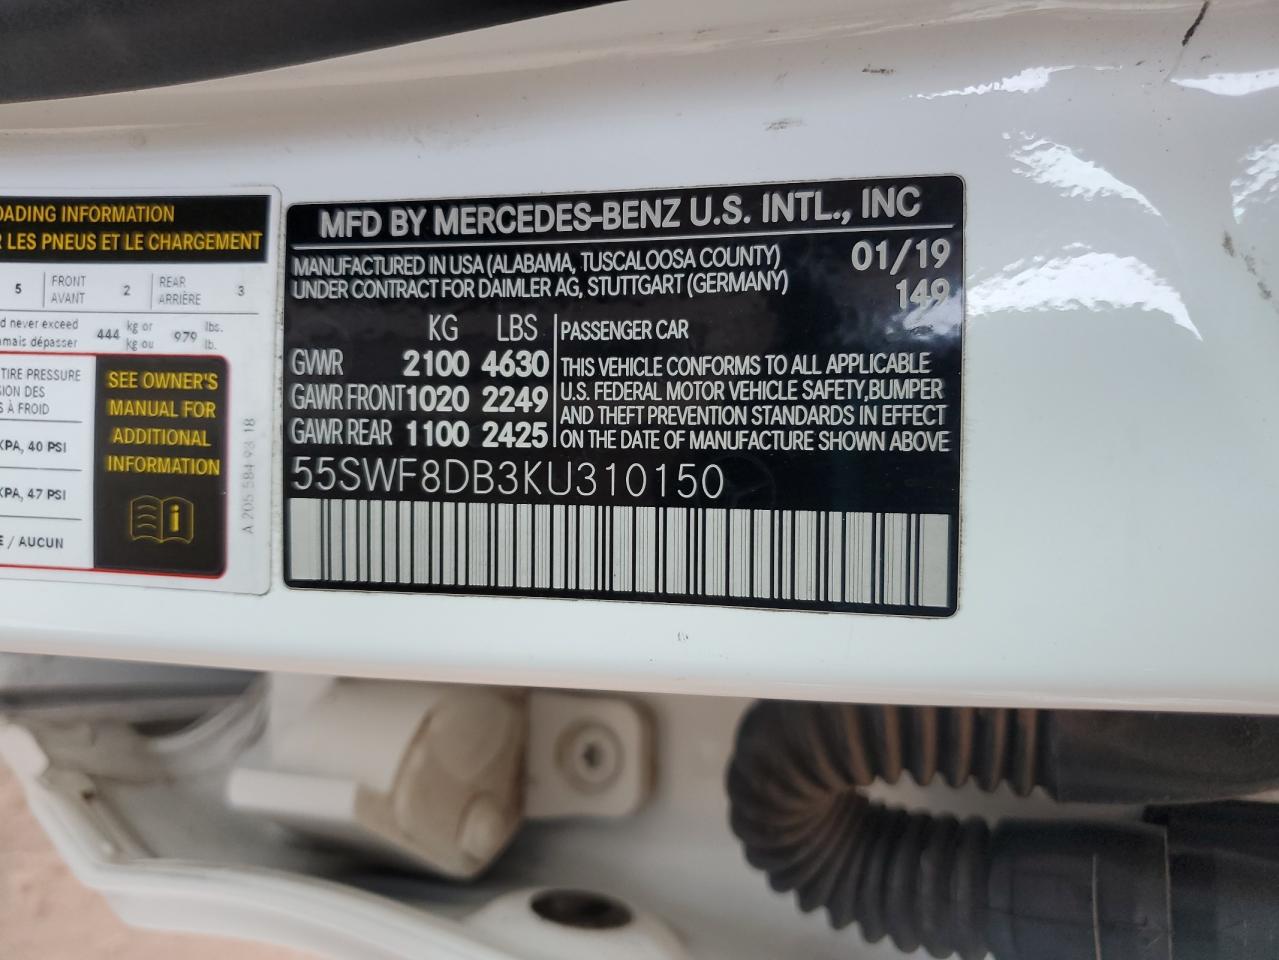 OADING INFORMATION
R LES PNEUS ET LE CHARGEMENT
5 FRONT AVANT 2 REAR ARRIÈRE 3
d never exceed
amais dépasser
444 kg or kg ou 979 lbs. lb.
TIRE PRESSURE
SION DES
S À FROID
KPA, 40 PSI
KPA, 47 PSI
E / AUCUN
SEE OWNER'S
MANUAL FOR
ADDITIONAL
INFORMATION
i
A 205 584 93 18
MFD BY MERCEDES-BENZ U.S. INTL., INC
MANUFACTURED IN USA (ALABAMA, TUSCALOOSA COUNTY) 01/19
UNDER CONTRACT FOR DAIMLER AG, STUTTGART (GERMANY) 149
KG LBS
GVWR 2100 4630
GAWR FRONT 1020 2249
GAWR REAR 1100 2425
PASSENGER CAR
THIS VEHICLE CONFORMS TO ALL APPLICABLE
U.S. FEDERAL MOTOR VEHICLE SAFETY, BUMPER
AND THEFT PREVENTION STANDARDS IN EFFECT
ON THE DATE OF MANUFACTURE SHOWN ABOVE
55SWF8DB3KU310150